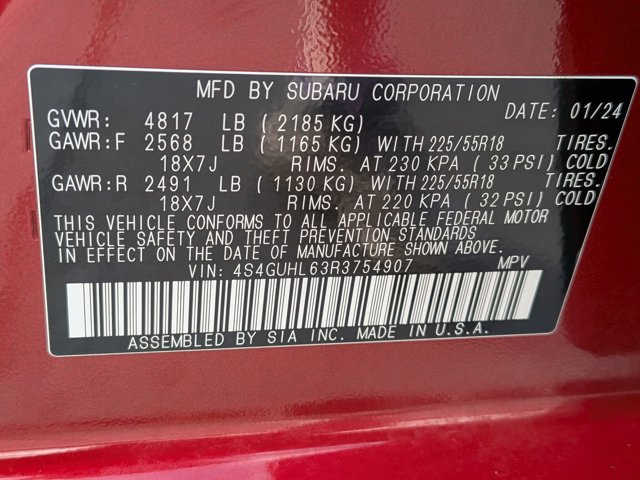 MFD BY SUBARU CORPORATION
DATE: 01/24
GVWR: 4817 LB ( 2185 KG)
GAWR:F 2568 LB ( 1165 KG) WITH 225/55R18 TIRES.
18X7J RIMS. AT 230 KPA ( 33 PSI) COLD
GAWR:R 2491 LB ( 1130 KG) WITH 225/55R18 TIRES.
18X7J RIMS. AT 220 KPA ( 32 PSI) COLD
THIS VEHICLE CONFORMS TO ALL APPLICABLE FEDERAL MOTOR
VEHICLE SAFETY AND THEFT PREVENTION STANDARDS
IN EFFECT ON THE DATE OF MANUFACTURE SHOWN ABOVE.
VIN: 4S4GUHL63R3754907 MPV
ASSEMBLED BY SIA INC. MADE IN U.S.A.